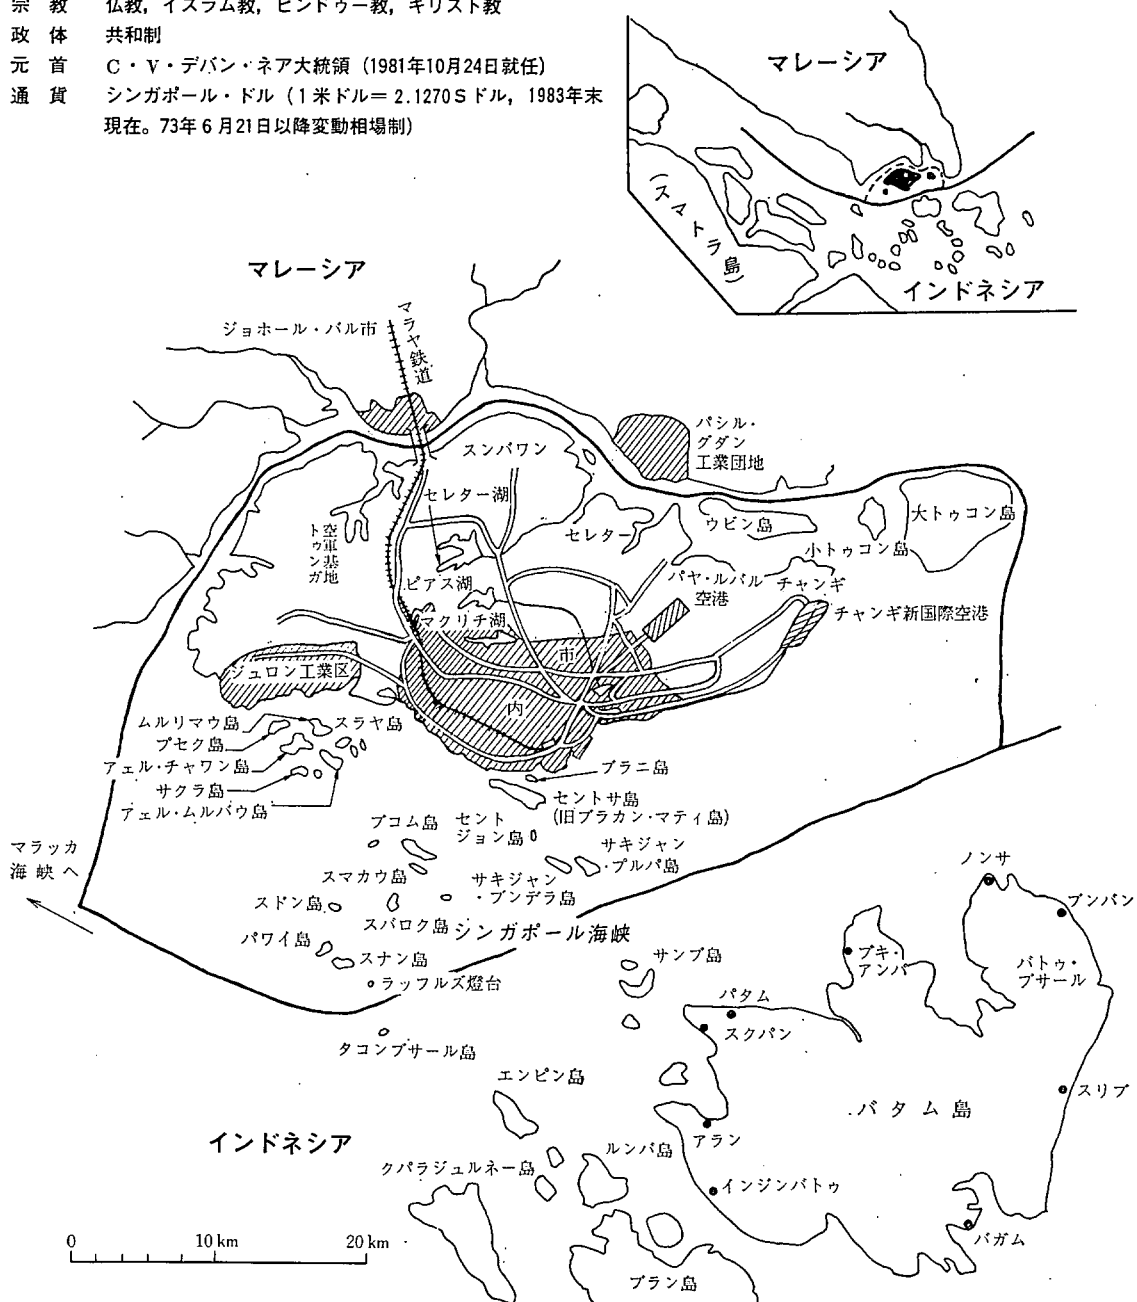 宗教 仏教,イスラム教,ヒンドゥー教,キリスト教
政体 共和制
元首 C・V・デバン・ネア大統領(1981年10月24日就任)
通貨 シンガポール・ドル(1米ドル=2.1270Sドル,1983年末
現在。73年6月21日以降変動相場制)
マレーシア
(スマトラ島)
インドネシア
マレーシア
ジョホール・バル市
マラヤ鉄道
パシル・
グダン
工業団地
スンバワン
セレター湖
セレター
ウビン島
大トゥコン島
小トゥコン島
トゥンガ
空軍基地
ピアス湖
パヤ・ルバル
空港
チャンギ
チャンギ新国際空港
マクリチ湖
市
内
ジュロン工業区
ムルリマウ島
スラヤ島
プセク島
アェル・チャワン島
サクラ島
アェル・ムルバウ島
ブラニ島
セントサ島
(旧ブラカン・マティ島)
ブコム島
セント
ジョン島
サキジャン
・プルパ島
マラッカ
海峡へ
スマカウ島
サキジャン
・ブンデラ島
スドン島
スバロク島
シンガポール海峡
パワイ島
スナン島
ラッフルズ燈台
サンブ島
ノンサ
ブンバン
ブキ・
アンバ
バトゥ・
ブサール
パタム
スクパン
タコンブサール島
エンピン島
スリブ
バタム島
アラン
インドネシア
ルンバ島
クパラジュルネー島
インジンバトゥ
バガム
ブラン島
0 10km 20km